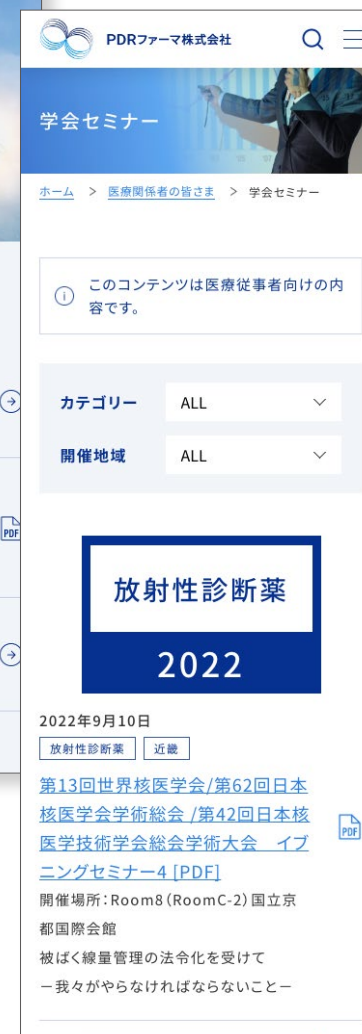 PDRファーマ株式会社
学会セミナー
ホーム > 医療関係者の皆さま > 学会セミナー
このコンテンツは医療従事者向けの内
容です。
カテゴリー ALL
開催地域 ALL
放射性診断薬
2022
2022年9月10日
放射性診断薬 近畿
第13回世界核医学会/第62回日本
核医学会学術総会 /第42回日本核
医学技術学会総会学術大会　イブ
ニングセミナー4 [PDF]
PDF
開催場所：Room8（RoomC-2）国立京
都国際会館
被ばく線量管理の法令化を受けて
－我々がやらなければならないこと－
PDF